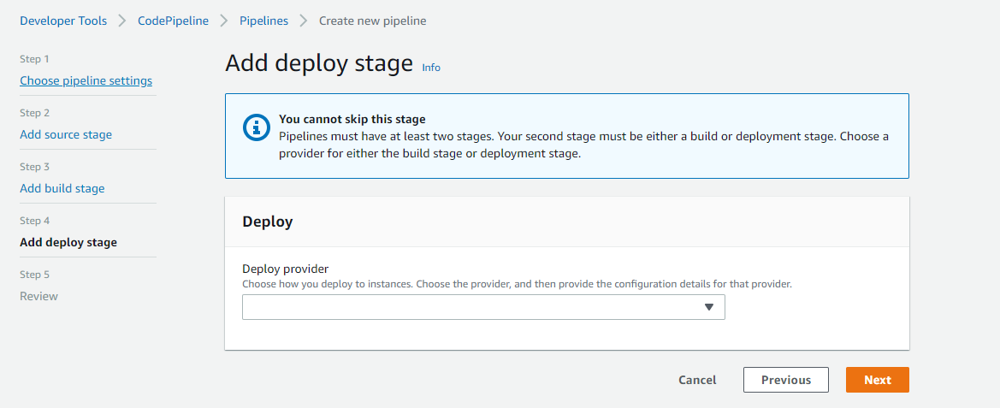 Developer Tools > CodePipeline > Pipelines > Create new pipeline
Step 1
Choose pipeline settings
Step 2
Add source stage
Step 3
Add build stage
Step 4
Add deploy stage
Step 5
Review
Add deploy stage Info
You cannot skip this stage
Pipelines must have at least two stages. Your second stage must be either a build or deployment stage. Choose a
provider for either the build stage or deployment stage.
Deploy
Deploy provider
Choose how you deploy to instances. Choose the provider, and then provide the configuration details for that provider.
Cancel Previous Next